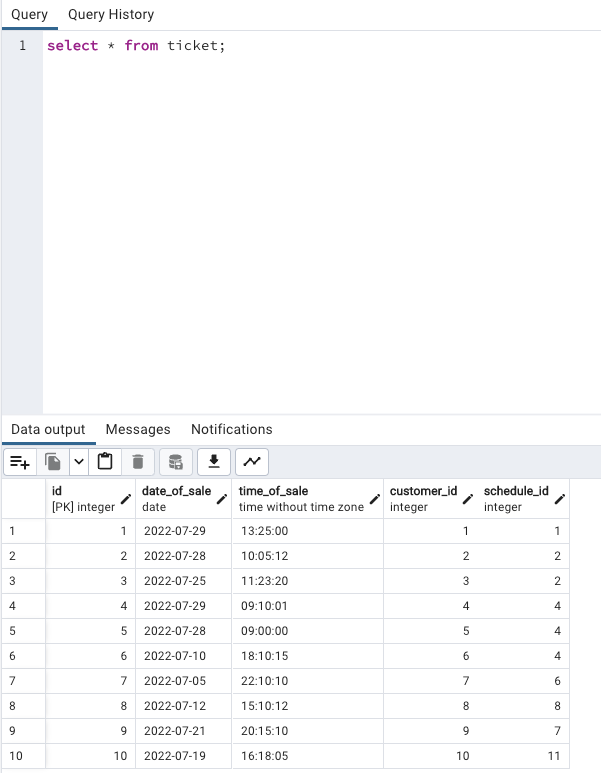 Query Query History
1 select * from ticket;
Data output Messages Notifications
id date_of_sale time_of_sale customer_id schedule_id
[PK] integer date time without time zone integer integer
1 1 2022-07-29 13:25:00 1 1
2 2 2022-07-28 10:05:12 2 2
3 3 2022-07-25 11:23:20 3 2
4 4 2022-07-29 09:10:01 4 4
5 5 2022-07-28 09:00:00 5 4
6 6 2022-07-10 18:10:15 6 4
7 7 2022-07-05 22:10:10 7 6
8 8 2022-07-12 15:10:12 8 8
9 9 2022-07-21 20:15:10 9 7
10 10 2022-07-19 16:18:05 10 11